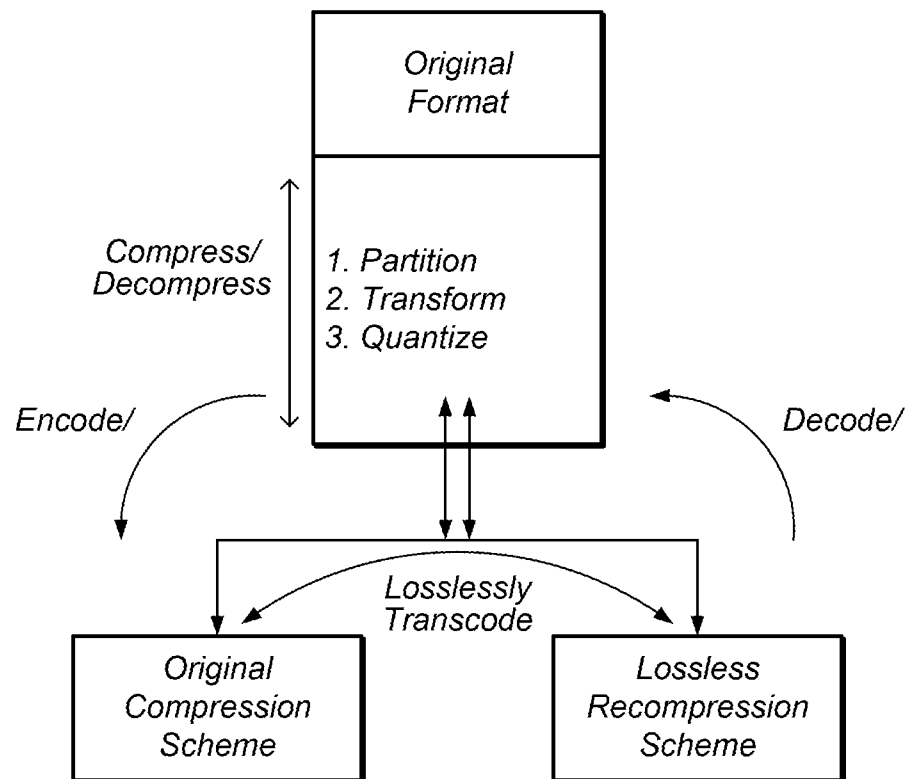 Original
Format
Compress/
Decompress
1. Partition
2. Transform
3. Quantize
Encode/
Decode/
Losslessly
Transcode
Original
Compression
Scheme
Lossless
Recompression
Scheme